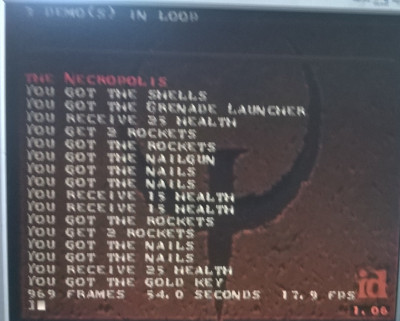 3 DEMO(S) IN LOOP
THE NECROPOLIS
YOU GOT THE SHELLS
YOU GOT THE GRENADE LAUNCHER
YOU RECEIVE 25 HEALTH
YOU GET 2 ROCKETS
YOU GOT THE ROCKETS
YOU GOT THE NAILGUN
YOU GOT THE NAILS
YOU GOT THE NAILS
YOU RECEIVE 15 HEALTH
YOU RECEIVE 15 HEALTH
YOU GOT THE ROCKETS
YOU GET 2 ROCKETS
YOU GOT THE NAILS
YOU GOT THE NAILS
YOU RECEIVE 25 HEALTH
YOU GOT THE GOLD KEY
969 FRAMES 54.0 SECONDS 17.9 FPS
]
id
1.06